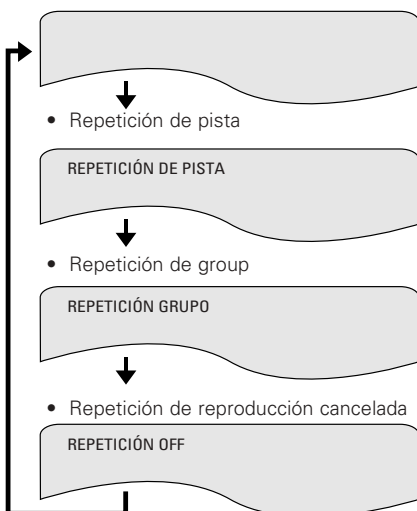 • Repetición de pista
REPETICIÓN DE PISTA
• Repetición de group
REPETICIÓN GRUPO
• Repetición de reproducción cancelada
REPETICIÓN OFF